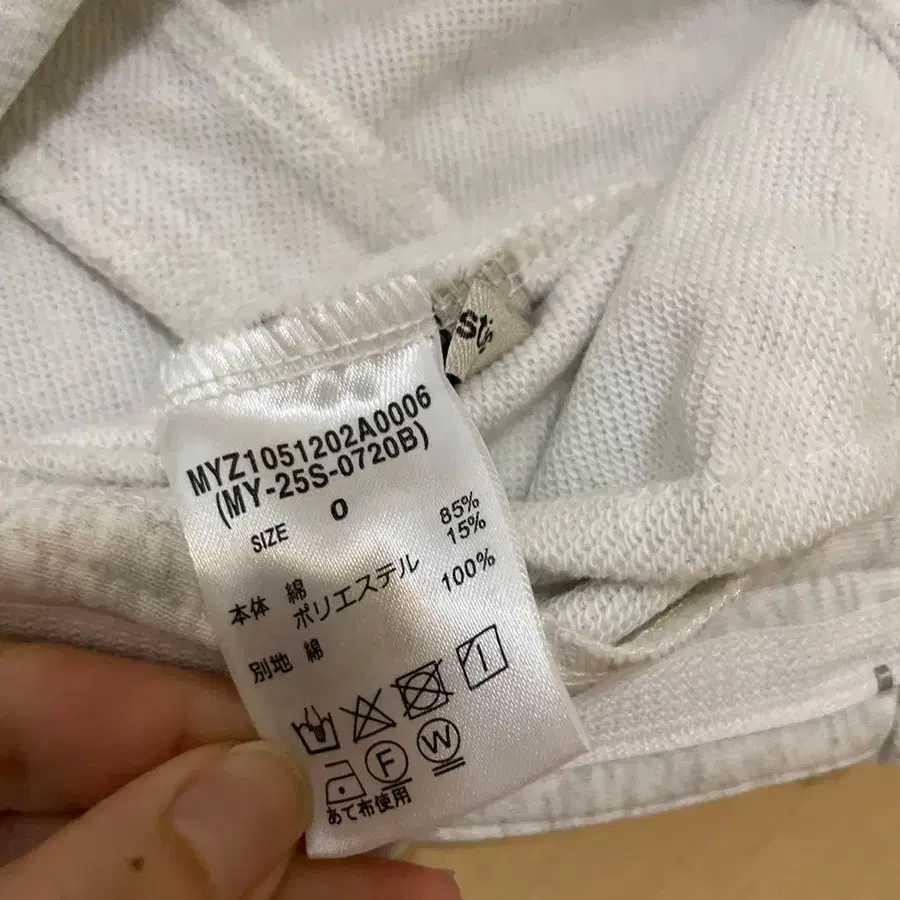 sts
MYZ1051202A0006
(MY-25S-0720B)
SIZE 0
本体 綿 85%
ポリエステル 15%
別地 綿 100%
F W
あて布使用